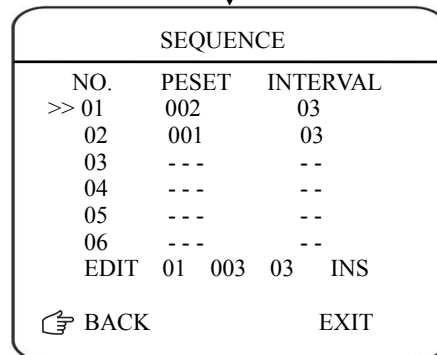 SEQUENCE
NO. PESET INTERVAL
>> 01 002 03
02 001 03
03 - - - - -
04 - - - - -
05 - - - - -
06 - - - - -
EDIT 01 003 03 INS
BACK EXIT